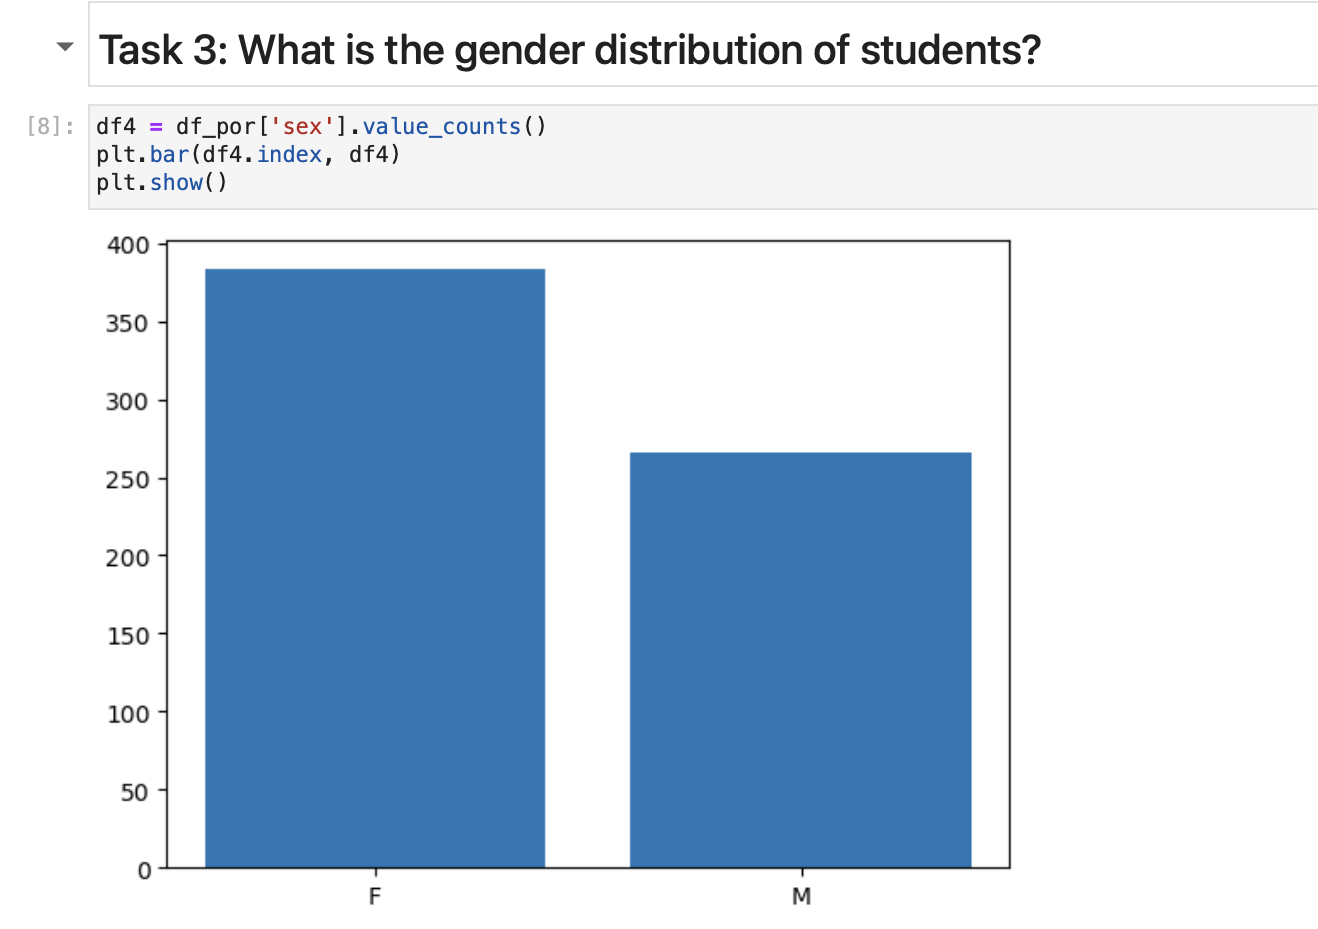 Task 3: What is the gender distribution of students?
[8]:
df4 = df_por['sex'].value_counts()
plt.bar(df4.index, df4)
plt.show()
400
350
300
250
200
150
100
50
0
F
M